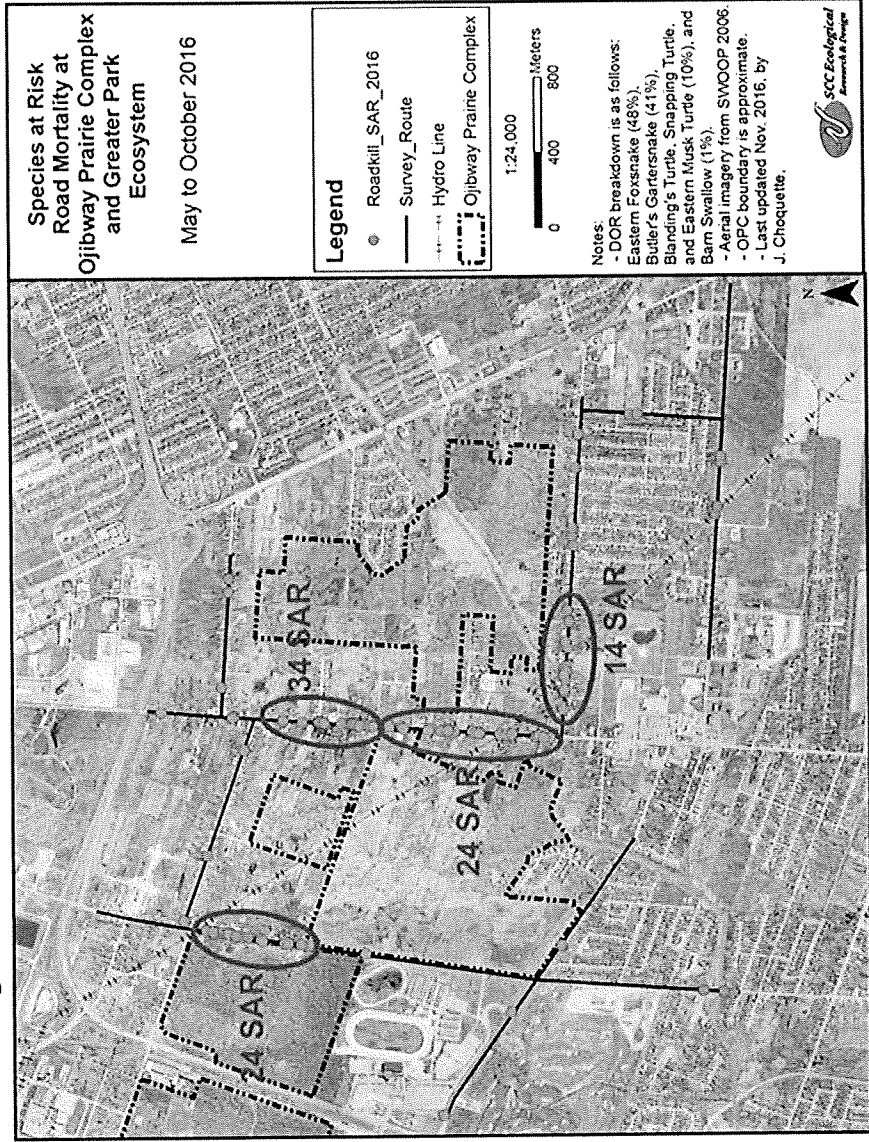 Species at Risk
Road Mortality at
Ojibway Prairie Complex
and Greater Park
Ecosystem
May to October 2016
Legend
Roadkill_SAR_2016
Survey_Route
Hydro Line
Ojibway Prairie Complex
1:24,000
Meters
0 400 800
Notes:
- DOR breakdown is as follows:
Eastern Foxsnake (48%),
Butler's Gartersnake (41%),
Blanding's Turtle, Snapping Turtle,
and Eastern Musk Turtle (10%), and
Barn Swallow (1%).
- Aerial imagery from SWOOP 2006.
- OPC boundary is approximate.
- Last updated Nov. 2016, by
J. Choquette.
SCC Ecological
Research & Design
24 SAR
34 SAR
24 SAR
14 SAR
N